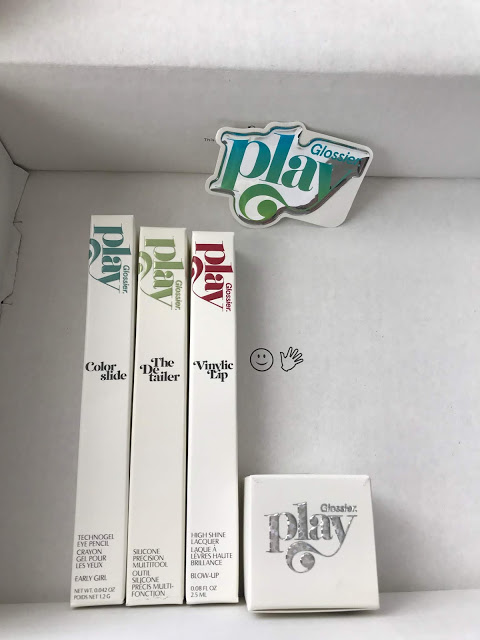 play
Glossier.
play
Glossier.
Color
slide
TECHNOGEL
EYE PENCIL
CRAYON
GEL POUR
LES YEUX
EARLY GIRL
NET WT. 0.042 OZ
POIDS NET 1.2 G
play
Glossier.
The
De
tailer
SILICONE
PRECISION
MULTITOOL
OUTIL
SILICONE
PRÉCIS MULTI-
FONCTION
play
Glossier.
Vinylic
Lip
HIGH SHINE
LACQUER
LAQUE À
LÈVRES HAUTE
BRILLANCE
BLOW-UP
0.08 FL OZ
2.5 ML
Glossier.
play